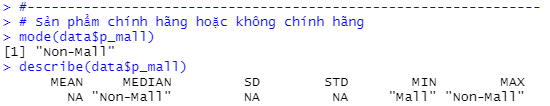 > #---------------------------------------------------------------
> # Sản phẩm chính hãng hoặc không chính hãng
> mode(data$p_mall)
[1] "Non-Mall"
> describe(data$p_mall)
MEAN MEDIAN SD STD MIN MAX
NA "Non-Mall" NA NA "Mall" "Non-Mall"